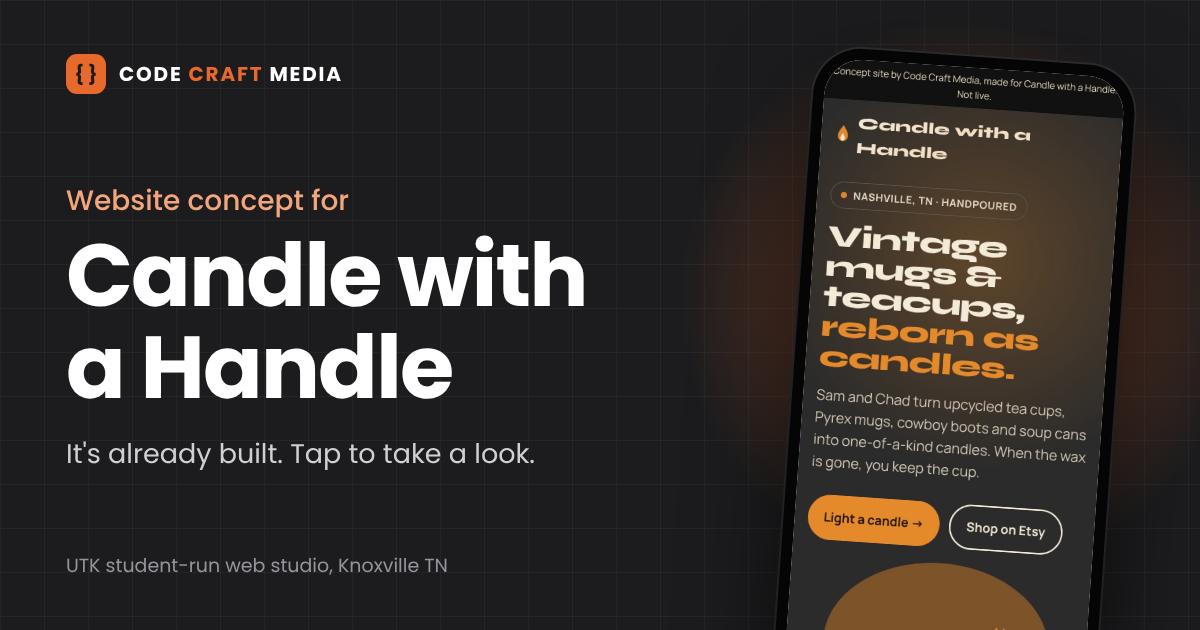 { } CODE CRAFT MEDIA
Website concept for
Candle with
a Handle
It's already built. Tap to take a look.
UTK student-run web studio, Knoxville TN
Concept site by Code Craft Media, made for Candle with a Handle.
Not live.
Candle with a
Handle
NASHVILLE, TN · HANDPOURED
Vintage
mugs &
teacups,
reborn as
candles.
Sam and Chad turn upcycled tea cups,
Pyrex mugs, cowboy boots and soup cans
into one-of-a-kind candles. When the wax
is gone, you keep the cup.
Light a candle →
Shop on Etsy